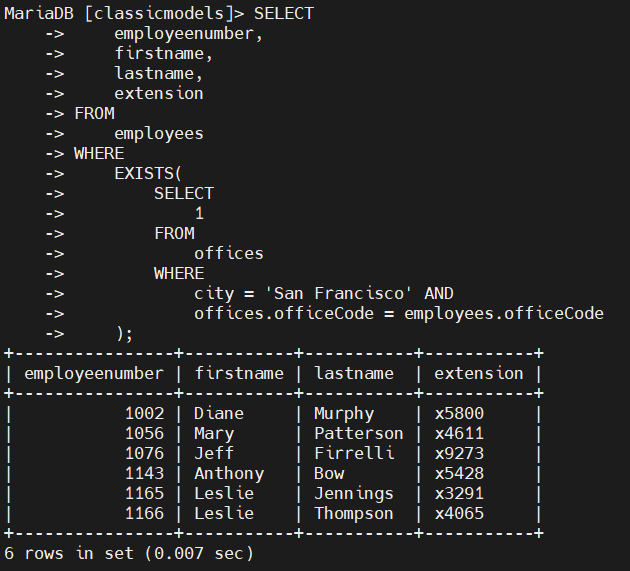 MariaDB [classicmodels]> SELECT
    ->     employeenumber,
    ->     firstname,
    ->     lastname,
    ->     extension
    -> FROM
    ->     employees
    -> WHERE
    ->     EXISTS(
    ->         SELECT
    ->             1
    ->         FROM
    ->             offices
    ->         WHERE
    ->             city = 'San Francisco' AND
    ->             offices.officeCode = employees.officeCode
    ->     );
+----------------+-----------+-----------+-----------+
| employeenumber | firstname | lastname  | extension |
+----------------+-----------+-----------+-----------+
|           1002 | Diane     | Murphy    | x5800     |
|           1056 | Mary      | Patterson | x4611     |
|           1076 | Jeff      | Firrelli  | x9273     |
|           1143 | Anthony   | Bow       | x5428     |
|           1165 | Leslie    | Jennings  | x3291     |
|           1166 | Leslie    | Thompson  | x4065     |
+----------------+-----------+-----------+-----------+
6 rows in set (0.007 sec)